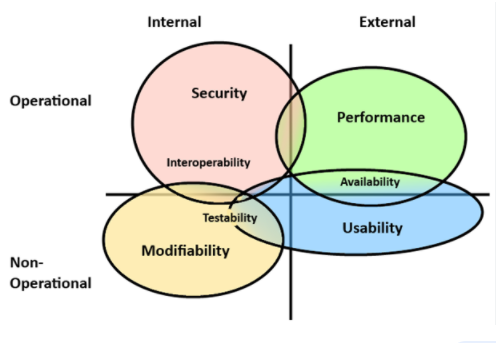 Internal
External
Operational
Security
Performance
Interoperability
Availability
Testability
Usability
Modifiability
Non-
Operational